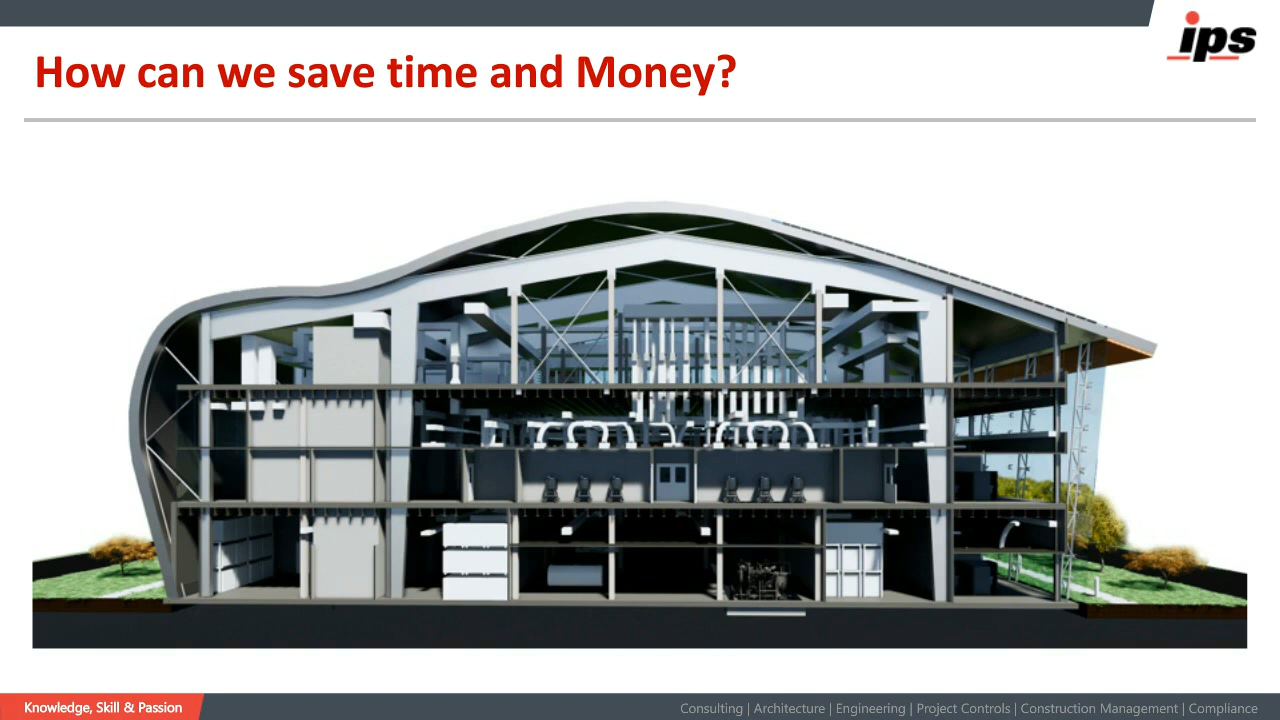 ips
How can we save time and Money?
Knowledge, Skill & Passion
Consulting | Architecture | Engineering | Project Controls | Construction Management | Compliance